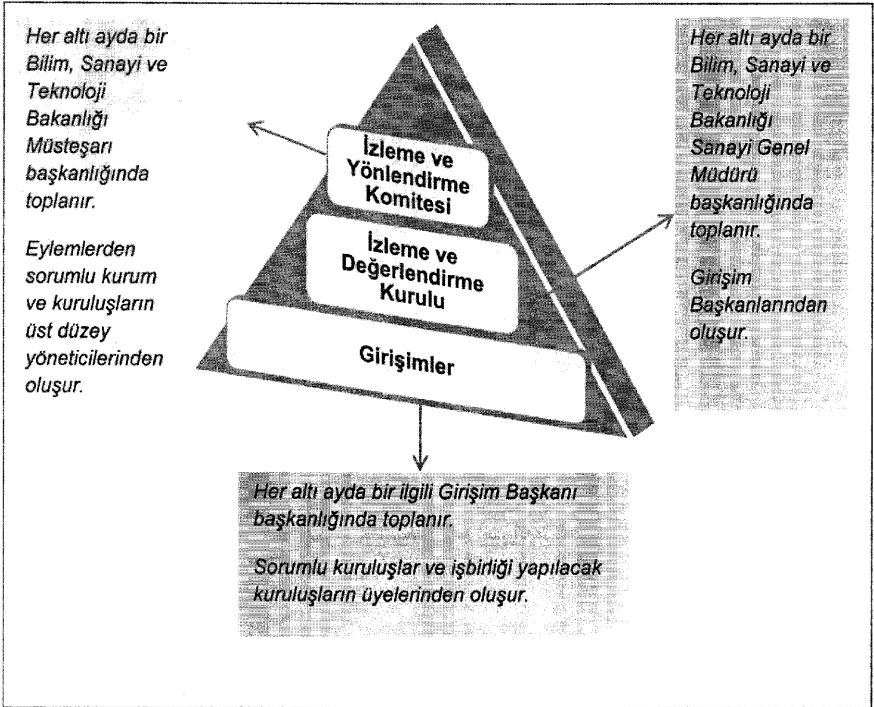 Her altı ayda bir
Bilim, Sanayi ve
Teknoloji
Bakanlığı
Müsteşarı
başkanlığında
toplanır.
Eylemlerden
sorumlu kurum
ve kuruluşların
üst düzey
yöneticilerinden
oluşur.
İzleme ve
Yönlendirme
Komitesi
İzleme ve
Değerlendirme
Kurulu
Girişimler
Her altı ayda bir
Bilim, Sanayi ve
Teknoloji
Bakanlığı
Sanayi Genel
Müdürü
başkanlığında
toplanır.
Girişim
Başkanlarından
oluşur.
Her altı ayda bir ilgili Girişim Başkanı
başkanlığında toplanır.
Sorumlu kuruluşlar ve işbirliği yapılacak
kuruluşların üyelerinden oluşur.